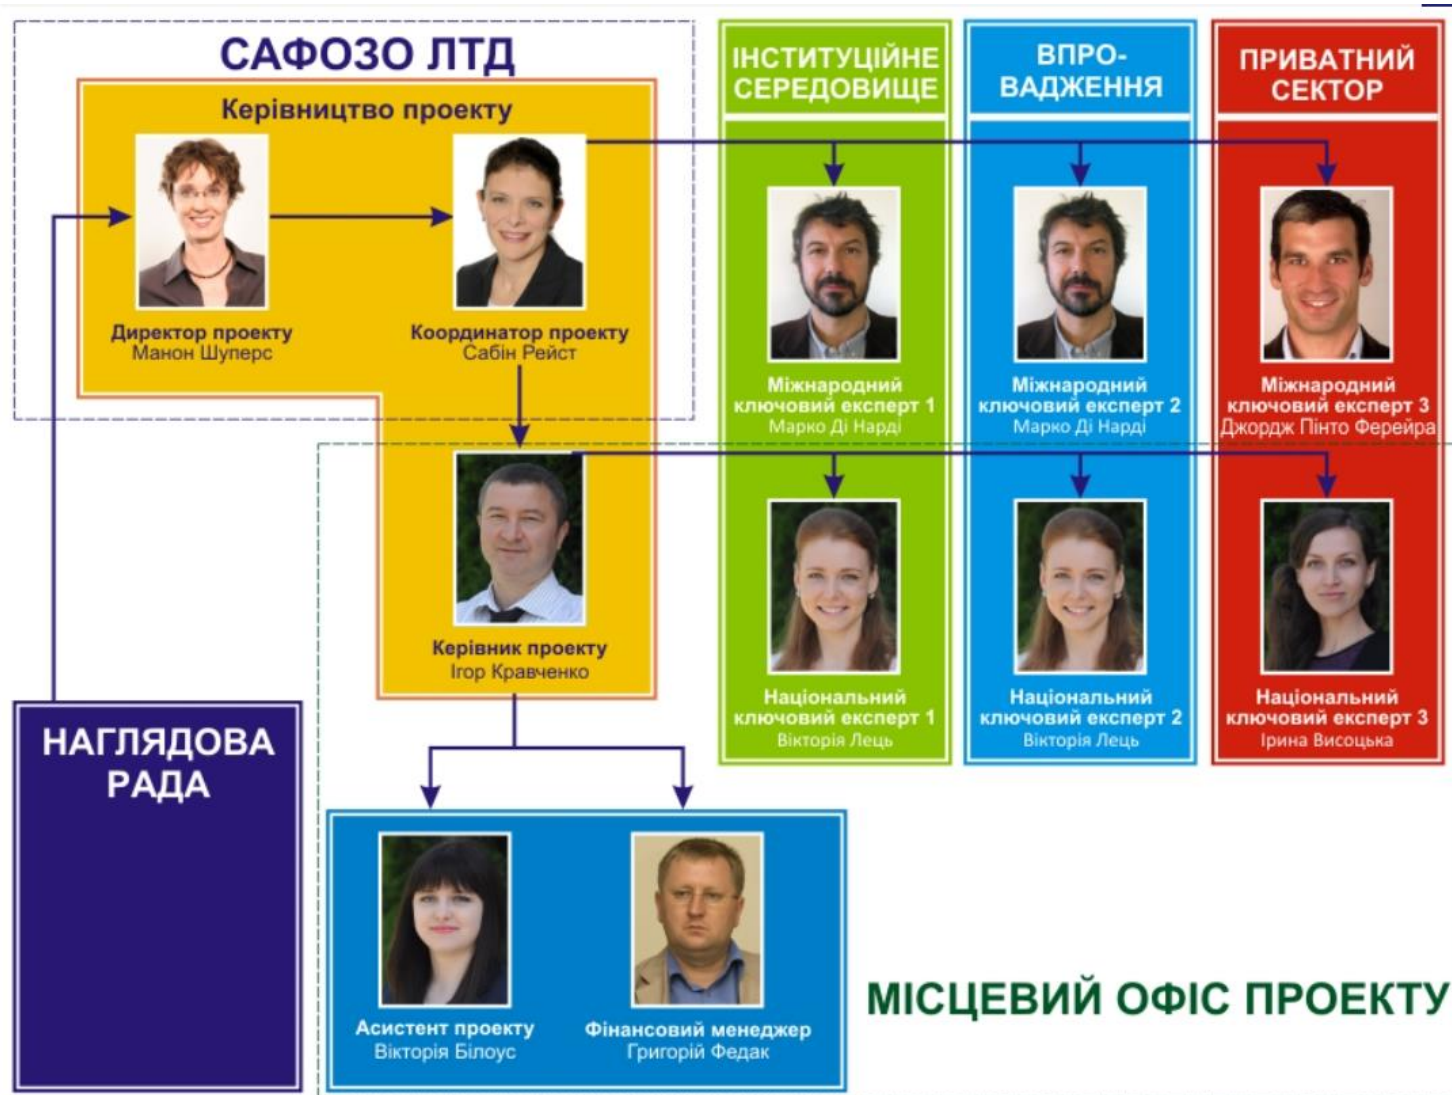 САФОЗО ЛТД
Керівництво проекту
Директор проекту
Манон Шуперс
Координатор проекту
Сабін Рейст
Керівник проекту
Ігор Кравченко
ІНСТИТУЦІЙНЕ
СЕРЕДОВИЩЕ
Міжнародний
ключовий експерт 1
Марко Ді Нарді
Національний
ключовий експерт 1
Вікторія Лець
ВПРО-
ВАДЖЕННЯ
Міжнародний
ключовий експерт 2
Марко Ді Нарді
Національний
ключовий експерт 2
Вікторія Лець
ПРИВАТНИЙ
СЕКТОР
Міжнародний
ключовий експерт 3
Джордж Пінто Ферейра
Національний
ключовий експерт 3
Ірина Висоцька
НАГЛЯДОВА
РАДА
Асистент проекту
Вікторія Білоус
Фінансовий менеджер
Григорій Федак
МІСЦЕВИЙ ОФІС ПРОЕКТУ